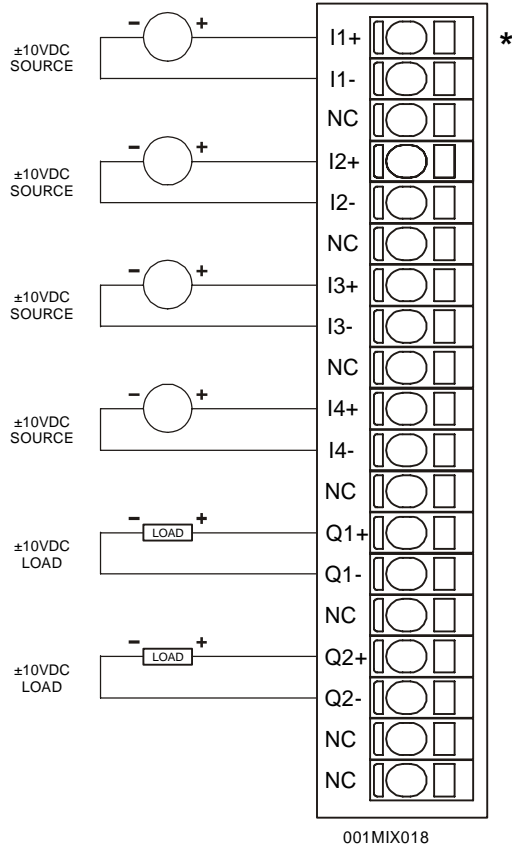 ±10VDC
SOURCE
- +
I1+
*
I1-
NC
±10VDC
SOURCE
- +
I2+
I2-
NC
±10VDC
SOURCE
- +
I3+
I3-
NC
±10VDC
SOURCE
- +
I4+
I4-
NC
±10VDC
LOAD
- LOAD +
Q1+
Q1-
NC
±10VDC
LOAD
- LOAD +
Q2+
Q2-
NC
NC
001MIX018